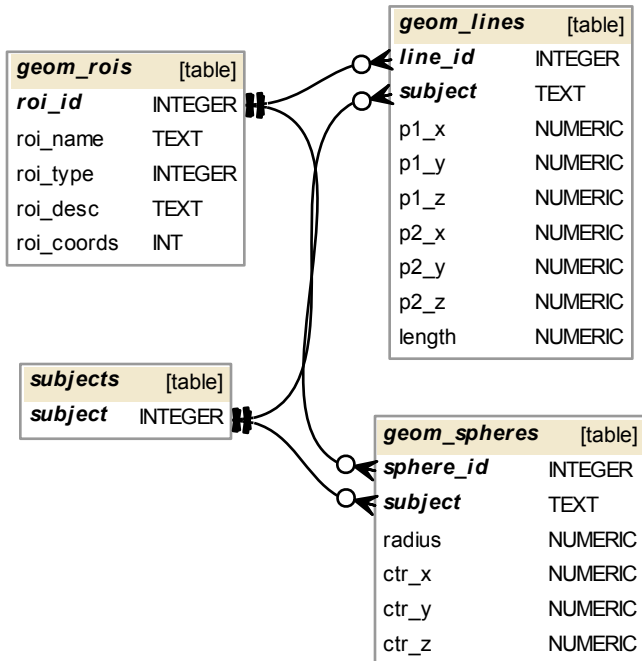 geom_rois [table]
roi_id INTEGER
roi_name TEXT
roi_type INTEGER
roi_desc TEXT
roi_coords INT
geom_lines [table]
line_id INTEGER
subject TEXT
p1_x NUMERIC
p1_y NUMERIC
p1_z NUMERIC
p2_x NUMERIC
p2_y NUMERIC
p2_z NUMERIC
length NUMERIC
subjects [table]
subject INTEGER
geom_spheres [table]
sphere_id INTEGER
subject TEXT
radius NUMERIC
ctr_x NUMERIC
ctr_y NUMERIC
ctr_z NUMERIC